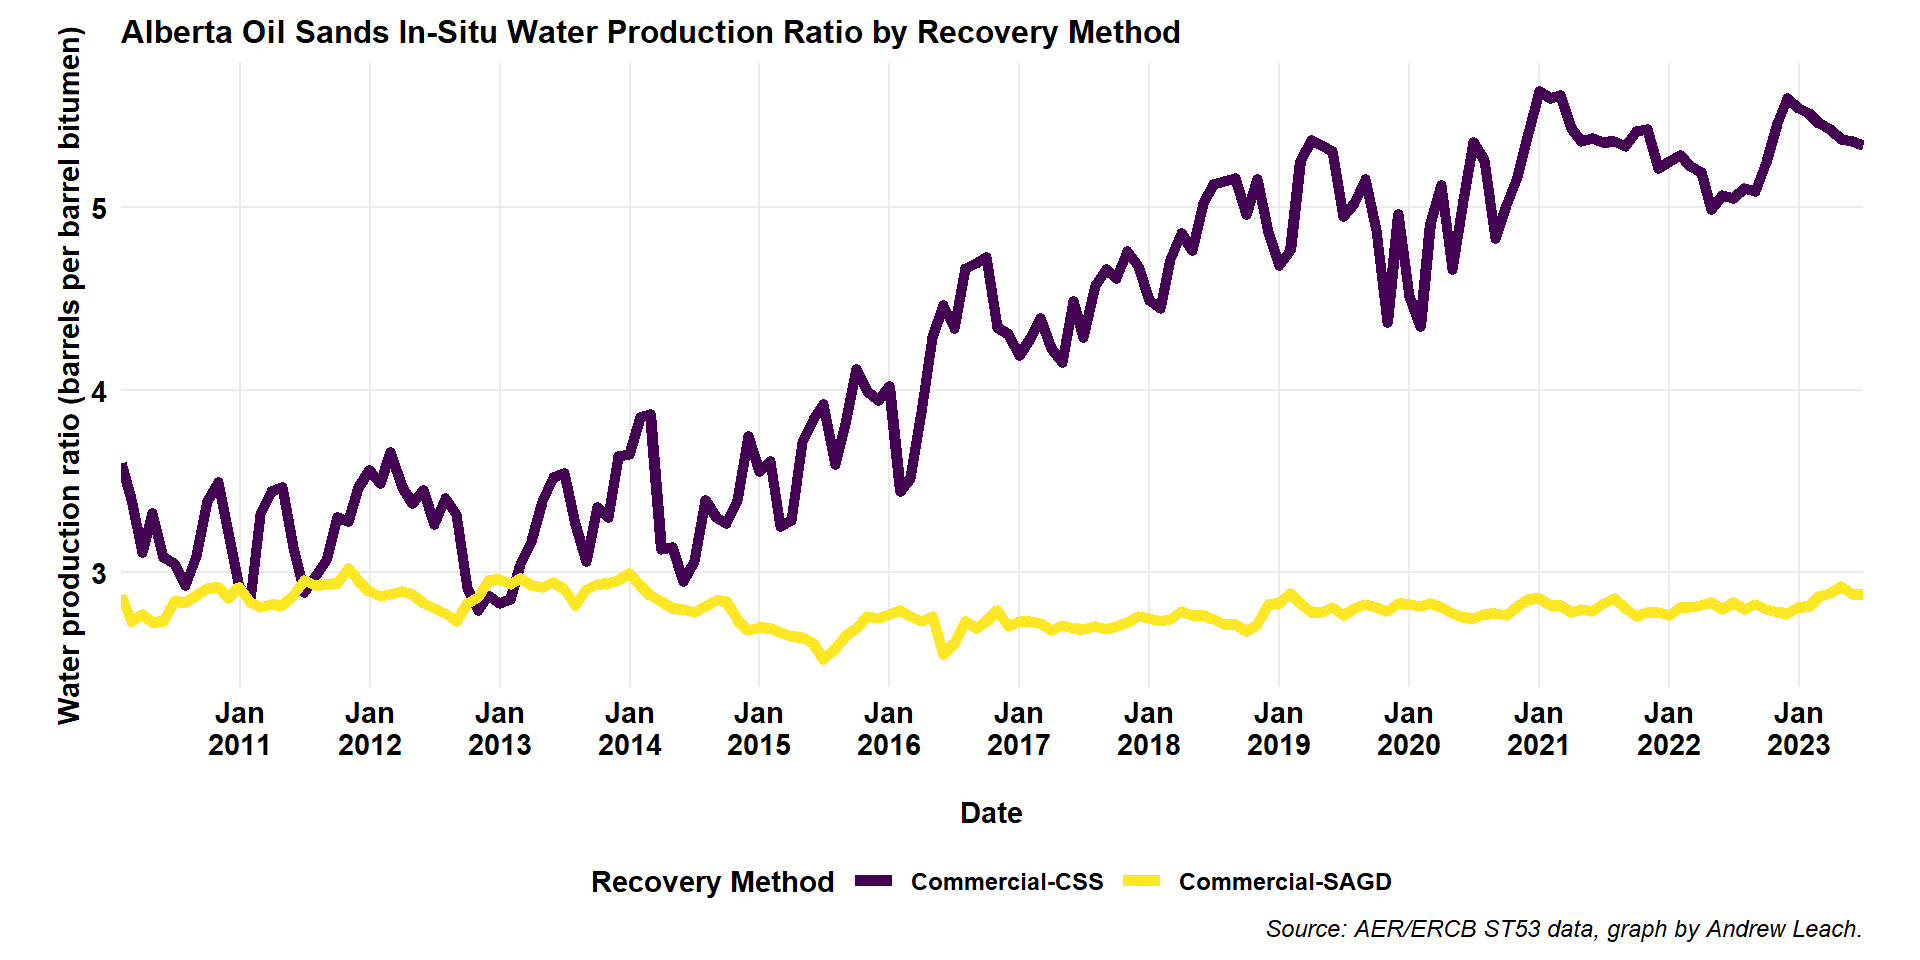 Alberta Oil Sands In-Situ Water Production Ratio by Recovery Method
Water production ratio (barrels per barrel bitumen)
5
4
3
Jan 2011
Jan 2012
Jan 2013
Jan 2014
Jan 2015
Jan 2016
Jan 2017
Jan 2018
Jan 2019
Jan 2020
Jan 2021
Jan 2022
Jan 2023
Date
Recovery Method Commercial-CSS Commercial-SAGD
Source: AER/ERCB ST53 data, graph by Andrew Leach.